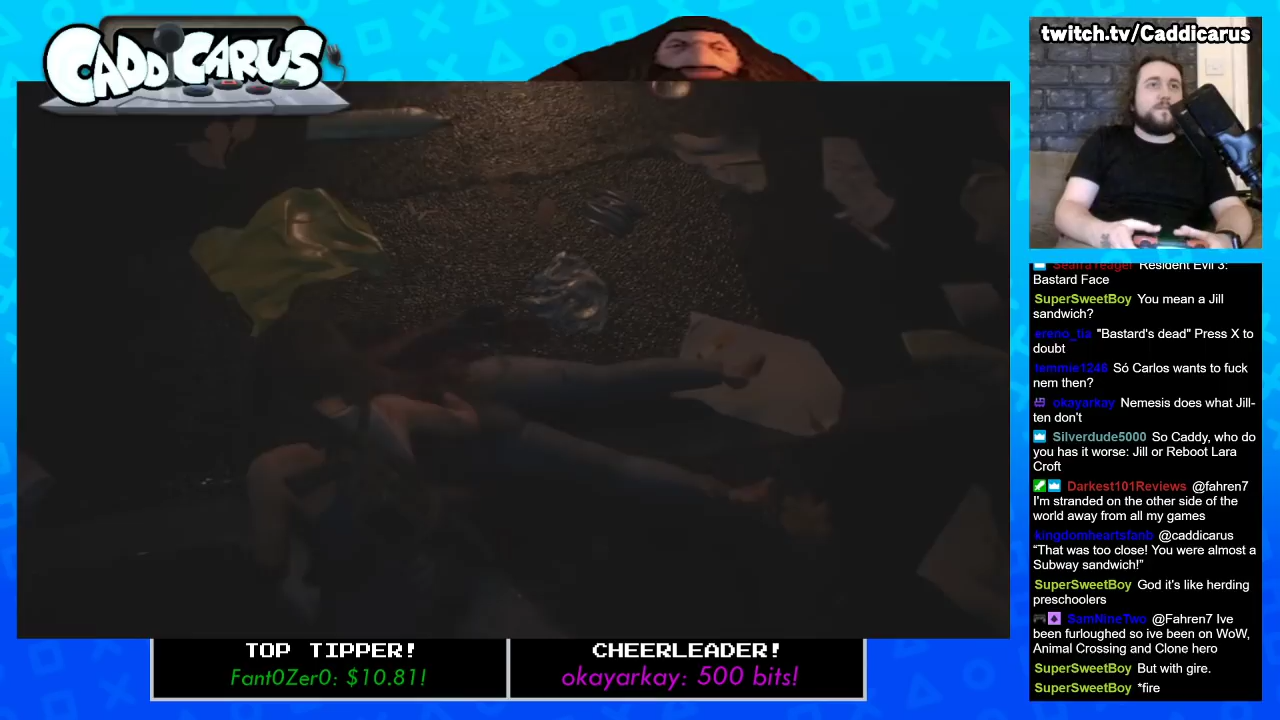 CADDICARUS
twitch.tv/Caddicarus
SeanTeager Resident Evil 3:
Bastard Face
SuperSweetBoy You mean a Jill
sandwich?
ereno_tia "Bastard's dead" Press X to
doubt
temmie1246 Só Carlos wants to fuck
nem then?
okayarkay Nemesis does what Jill-
ten don't
Silverdude5000 So Caddy, who do
you has it worse: Jill or Reboot Lara
Croft
Darkest101Reviews @fahren7
I'm stranded on the other side of the
world away from all my games
kingdomheartsfanb @caddicarus
“That was too close! You were almost a
Subway sandwich!”
SuperSweetBoy God it's like herding
preschoolers
SamNineTwo @Fahren7 Ive
been furloughed so ive been on WoW,
Animal Crossing and Clone hero
SuperSweetBoy But with gire.
SuperSweetBoy *fire
TOP TIPPER!
Fant0Zer0: $10.81!
CHEERLEADER!
okayarkay: 500 bits!